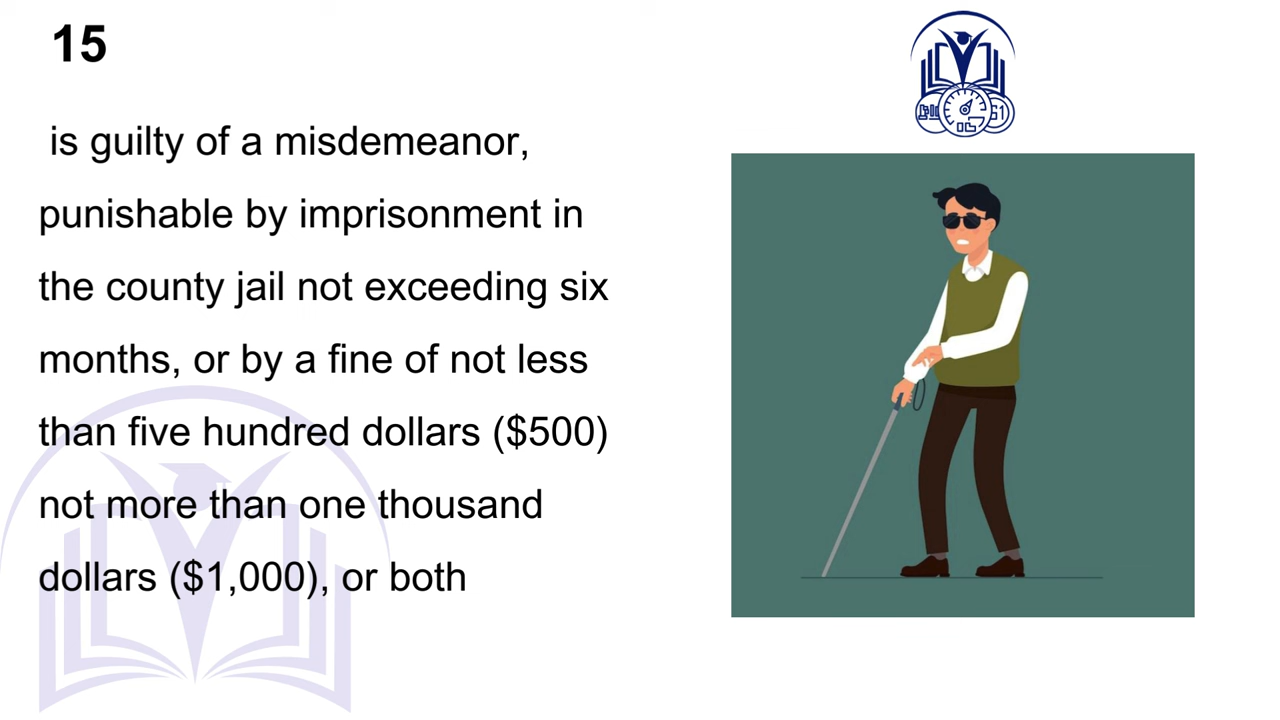 15
is guilty of a misdemeanor,
punishable by imprisonment in
the county jail not exceeding six
months, or by a fine of not less
than five hundred dollars ($500)
not more than one thousand
dollars ($1,000), or both